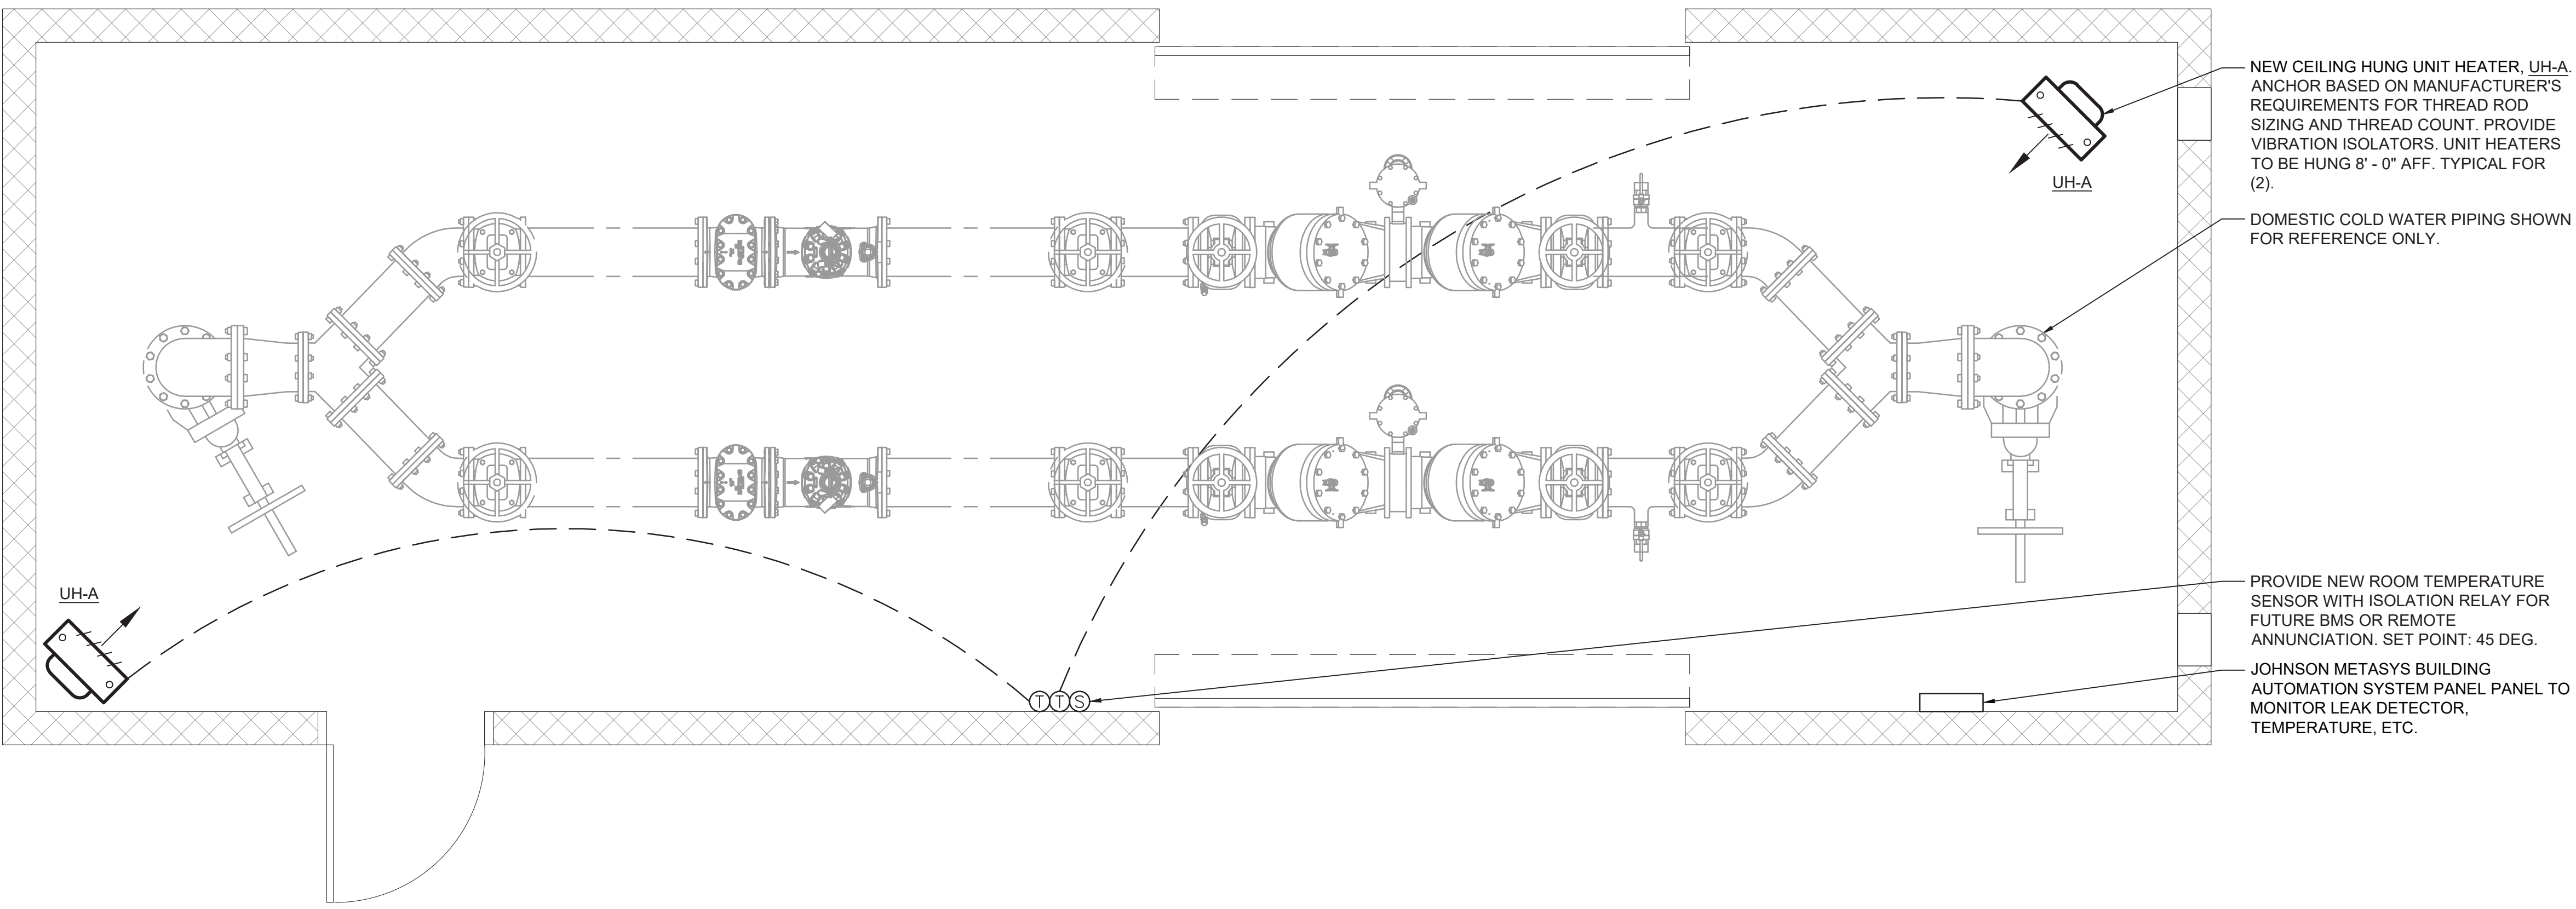 NEW CEILING HUNG UNIT HEATER, UH-A.
ANCHOR BASED ON MANUFACTURER'S
REQUIREMENTS FOR THREAD ROD
SIZING AND THREAD COUNT. PROVIDE
VIBRATION ISOLATORS. UNIT HEATERS
TO BE HUNG 8' - 0" AFF. TYPICAL FOR
(2).
UH-A
DOMESTIC COLD WATER PIPING SHOWN
FOR REFERENCE ONLY.
UH-A
PROVIDE NEW ROOM TEMPERATURE
SENSOR WITH ISOLATION RELAY FOR
FUTURE BMS OR REMOTE
ANNUNCIATION. SET POINT: 45 DEG.
T T S
JOHNSON METASYS BUILDING
AUTOMATION SYSTEM PANEL PANEL TO
MONITOR LEAK DETECTOR,
TEMPERATURE, ETC.